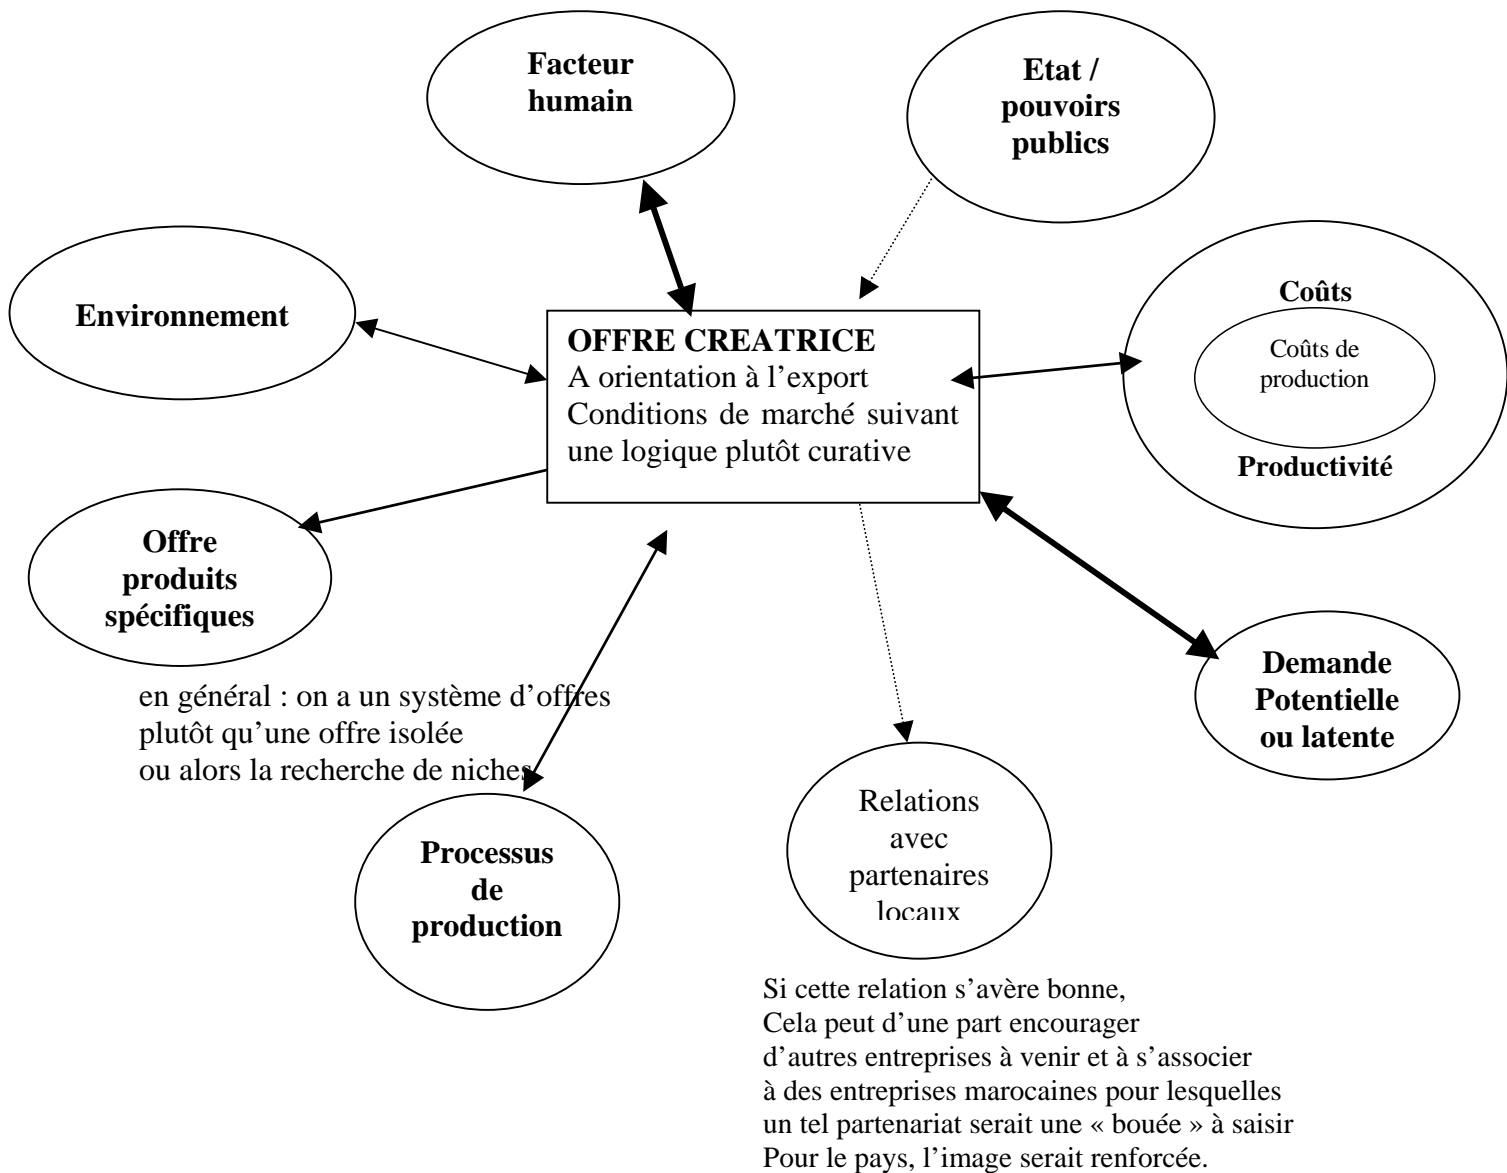 Facteur
humain
Etat /
pouvoirs
publics
Environnement
OFFRE CREATRICE
A orientation à l’export
Conditions de marché suivant
une logique plutôt curative
Coûts
Coûts de
production
Productivité
Offre
produits
spécifiques
en général : on a un système d’offres
plutôt qu’une offre isolée
ou alors la recherche de niches
Demande
Potentielle
ou latente
Processus
de
production
Relations
avec
partenaires
locaux
Si cette relation s’avère bonne,
Cela peut d’une part encourager
d’autres entreprises à venir et à s’associer
à des entreprises marocaines pour lesquelles
un tel partenariat serait une « bouée » à saisir
Pour le pays, l’image serait renforcée.